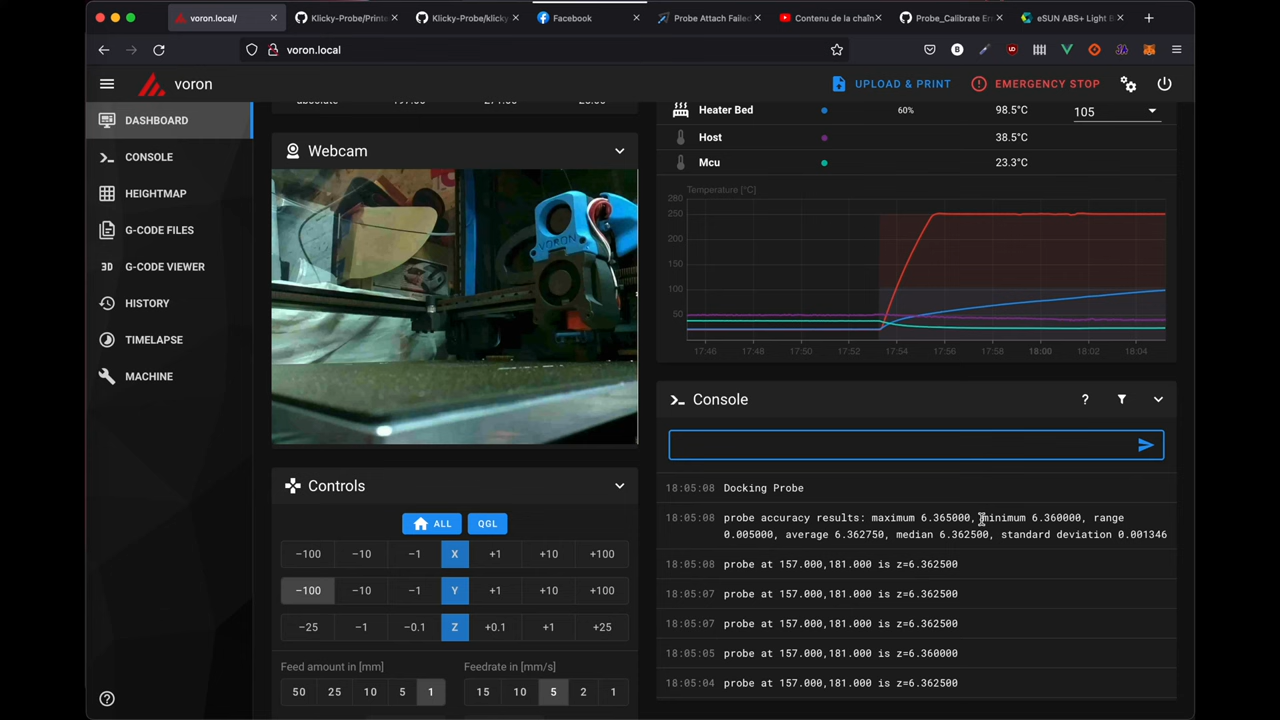 voron.local/
Klicky-Probe/Printe
Klicky-Probe/klicky
Facebook
Probe Attach Failed
Contenu de la chaîn
Probe_Calibrate Err
eSUN ABS+ Light B
voron.local
voron
UPLOAD & PRINT
EMERGENCY STOP
DASHBOARD
CONSOLE
HEIGHTMAP
G-CODE FILES
3D G-CODE VIEWER
HISTORY
TIMELAPSE
MACHINE
absolute
Webcam
VORON
Controls
ALL
QGL
−100 −10 −1 X +1 +10 +100
−100 −10 −1 Y +1 +10 +100
−25 −1 −0.1 Z +0.1 +1 +25
Feed amount in [mm]
Feedrate in [mm/s]
50 25 10 5 1
15 10 5 2 1
Heater Bed 60% 98.5°C 105
Host 38.5°C
Mcu 23.3°C
Temperature [°C]
280
250
200
150
100
50
17:46 17:48 17:50 17:52 17:54 17:56 17:58 18:00 18:02 18:04
Console
18:05:08 Docking Probe
18:05:08 probe accuracy results: maximum 6.365000, minimum 6.360000, range
0.005000, average 6.362750, median 6.362500, standard deviation 0.001346
18:05:08 probe at 157.000,181.000 is z=6.362500
18:05:07 probe at 157.000,181.000 is z=6.362500
18:05:07 probe at 157.000,181.000 is z=6.362500
18:05:05 probe at 157.000,181.000 is z=6.360000
18:05:04 probe at 157.000,181.000 is z=6.362500